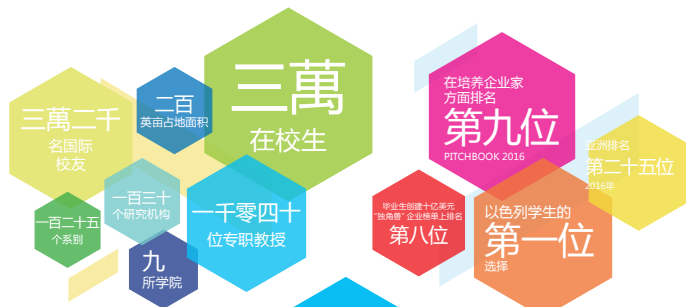 三萬二千
名国际
校友
二百
英亩占地面积
三萬
在校生
一百三十
个研究机构
一百二十五
个系别
一千零四十
位专职教授
九
所学院
在培养企业家
方面排名
第九位
PITCHBOOK 2016
亚洲排名
第二十五位
2016年
毕业生创建十亿美元
“独角兽” 企业榜单上排名
第八位
以色列学生的
第一位
选择